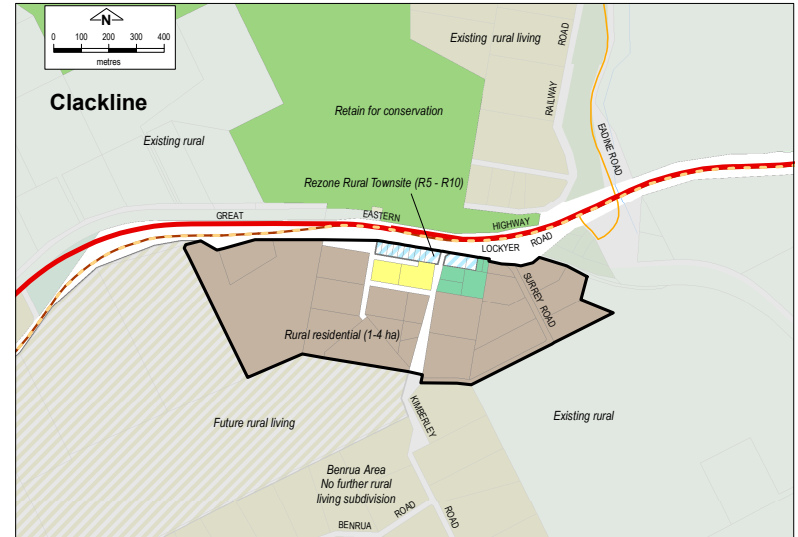 N
0 100 200 300 400
metres
Clackline
Existing rural living
ROAD
RAILWAY
EADINE ROAD
Retain for conservation
Existing rural
Rezone Rural Townsite (R5 - R10)
GREAT EASTERN HIGHWAY
LOCKYER ROAD
SURREY ROAD
Rural residential (1-4 ha)
KIMBERLEY ROAD
Future rural living
Existing rural
Benrua Area
No further rural
living subdivision
BENRUA ROAD